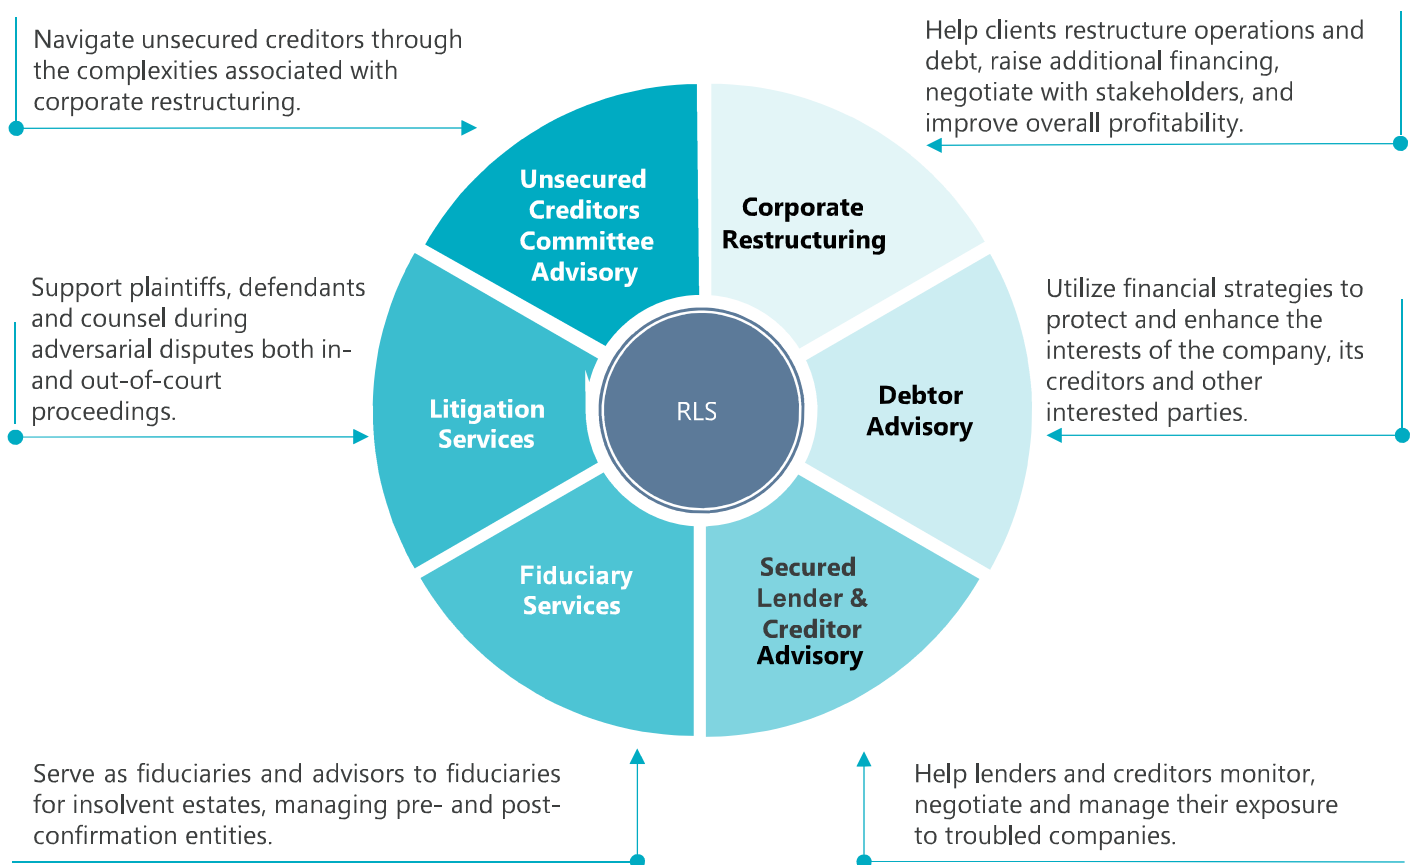 Navigate unsecured creditors through
the complexities associated with
corporate restructuring.
Help clients restructure operations and
debt, raise additional financing,
negotiate with stakeholders, and
improve overall profitability.
Unsecured
Creditors
Committee
Advisory
Corporate
Restructuring
Support plaintiffs, defendants
and counsel during
adversarial disputes both in-
and out-of-court
proceedings.
Utilize financial strategies to
protect and enhance the
interests of the company, its
creditors and other
interested parties.
Litigation
Services
RLS
Debtor
Advisory
Fiduciary
Services
Secured
Lender &
Creditor
Advisory
Serve as fiduciaries and advisors to fiduciaries
for insolvent estates, managing pre- and post-
confirmation entities.
Help lenders and creditors monitor,
negotiate and manage their exposure
to troubled companies.